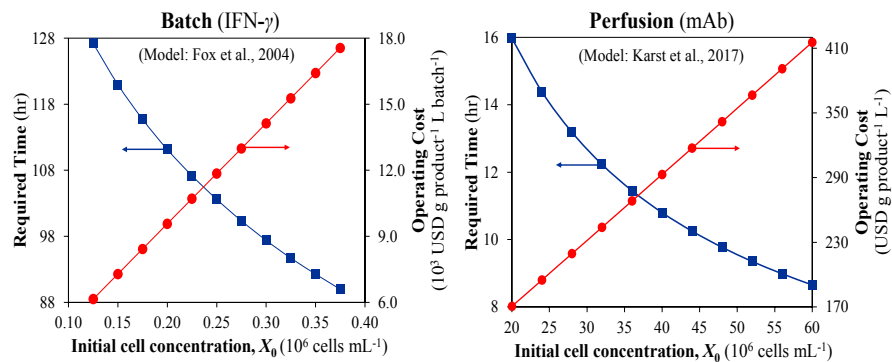 Batch (IFN-γ)
(Model: Fox et al., 2004)
Required Time (hr)
128
118
108
98
88
0.10 0.15 0.20 0.25 0.30 0.35 0.40
Initial cell concentration, X₀ (10⁶ cells mL⁻¹)
18.0
15.0
12.0
9.0
6.0
Operating Cost
(10³ USD g product⁻¹ L batch⁻¹)
Perfusion (mAb)
(Model: Karst et al., 2017)
Required Time (hr)
16
14
12
10
8
20 25 30 35 40 45 50 55 60
Initial cell concentration, X₀ (10⁶ cells mL⁻¹)
410
350
290
230
170
Operating Cost
(USD g product⁻¹ L⁻¹)